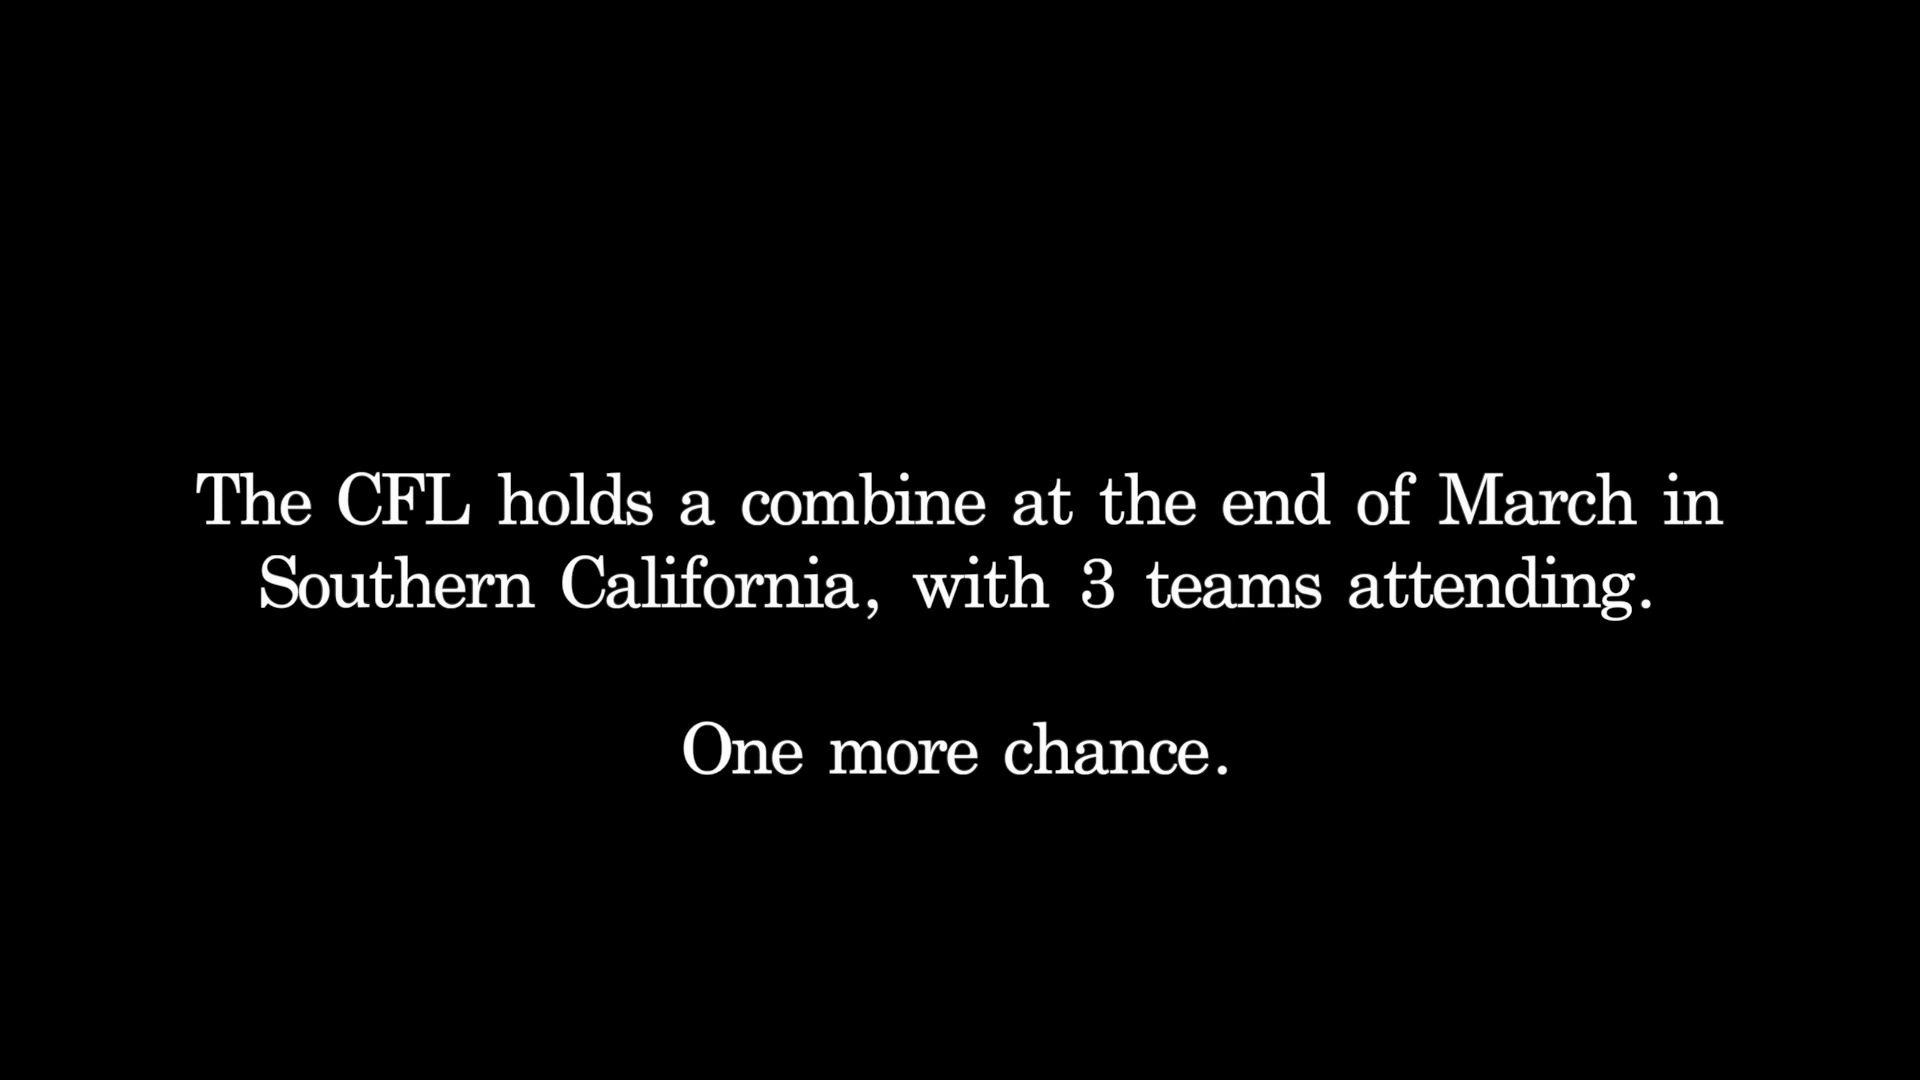 The CFL holds a combine at the end of March in
Southern California, with 3 teams attending.
One more chance.